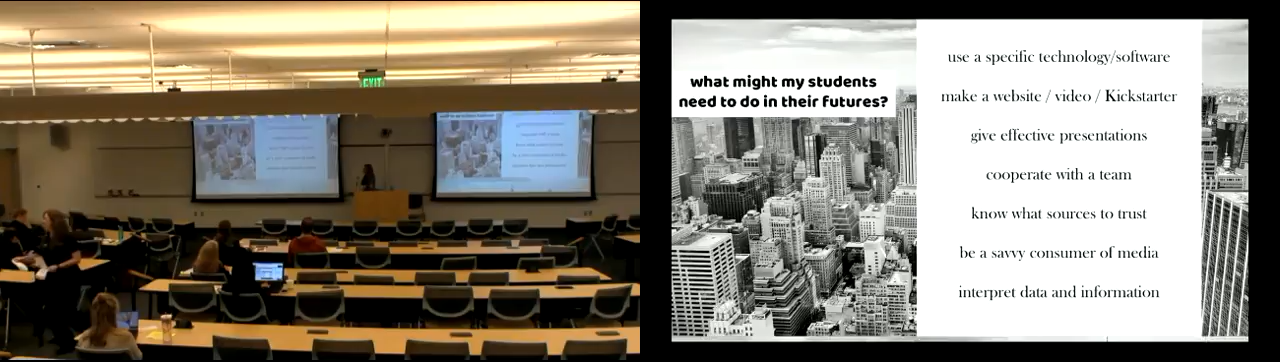 EXIT
what might my students
need to do in their futures?
use a specific technology/software
make a website / video / Kickstarter
give effective presentations
cooperate with a team
know what sources to trust
be a savvy consumer of media
interpret data and information